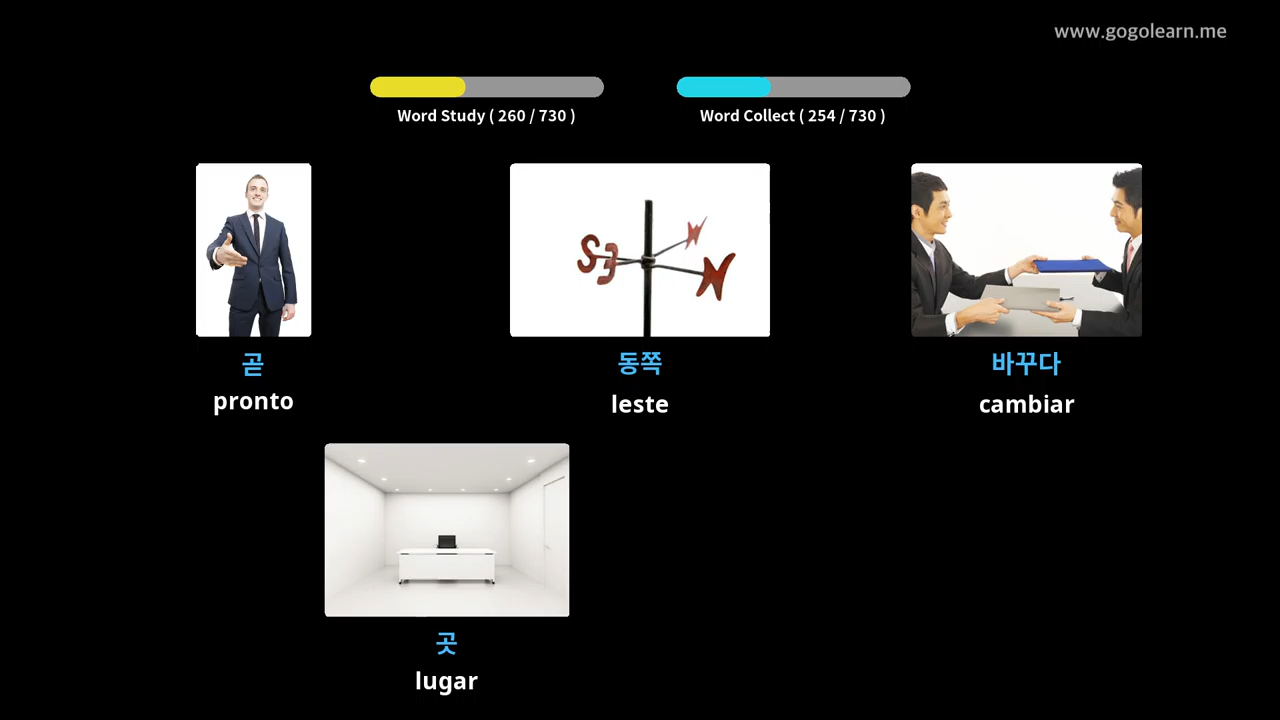 www.gogolearn.me
Word Study ( 260 / 730 )
Word Collect ( 254 / 730 )
곧
pronto
동쪽
leste
바꾸다
cambiar
곳
lugar